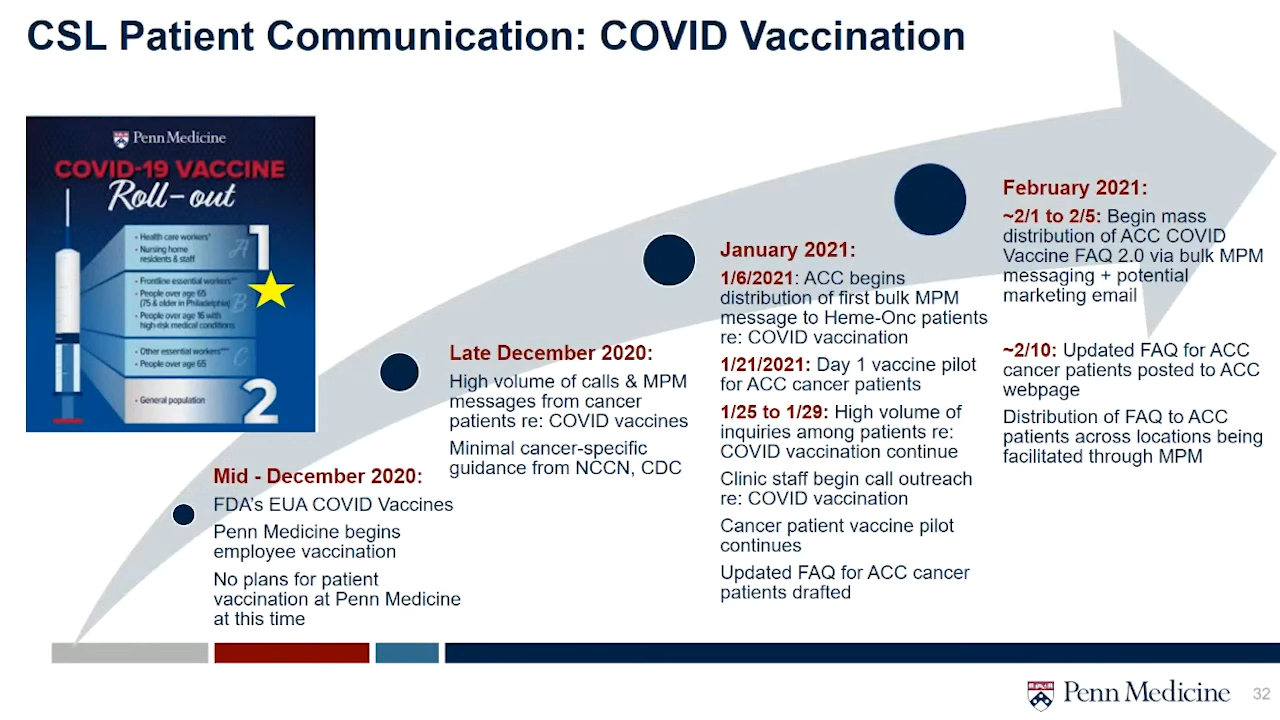 CSL Patient Communication: COVID Vaccination
Penn Medicine
COVID-19 VACCINE
Roll-out
• Health care workers*
• Nursing home
residents & staff
A
1
• Frontline essential workers**
• People over age 65
(75 & older in Philadelphia)
• People over age 16 with
high-risk medical conditions
B
• Other essential workers***
• People over age 65
C
• General population
2
Mid - December 2020:
FDA's EUA COVID Vaccines
Penn Medicine begins
employee vaccination
No plans for patient
vaccination at Penn Medicine
at this time
Late December 2020:
High volume of calls & MPM
messages from cancer
patients re: COVID vaccines
Minimal cancer-specific
guidance from NCCN, CDC
January 2021:
1/6/2021: ACC begins
distribution of first bulk MPM
message to Heme-Onc patients
re: COVID vaccination
1/21/2021: Day 1 vaccine pilot
for ACC cancer patients
1/25 to 1/29: High volume of
inquiries among patients re:
COVID vaccination continue
Clinic staff begin call outreach
re: COVID vaccination
Cancer patient vaccine pilot
continues
Updated FAQ for ACC cancer
patients drafted
February 2021:
~2/1 to 2/5: Begin mass
distribution of ACC COVID
Vaccine FAQ 2.0 via bulk MPM
messaging + potential
marketing email
~2/10: Updated FAQ for ACC
cancer patients posted to ACC
webpage
Distribution of FAQ to ACC
patients across locations being
facilitated through MPM
Penn Medicine
32